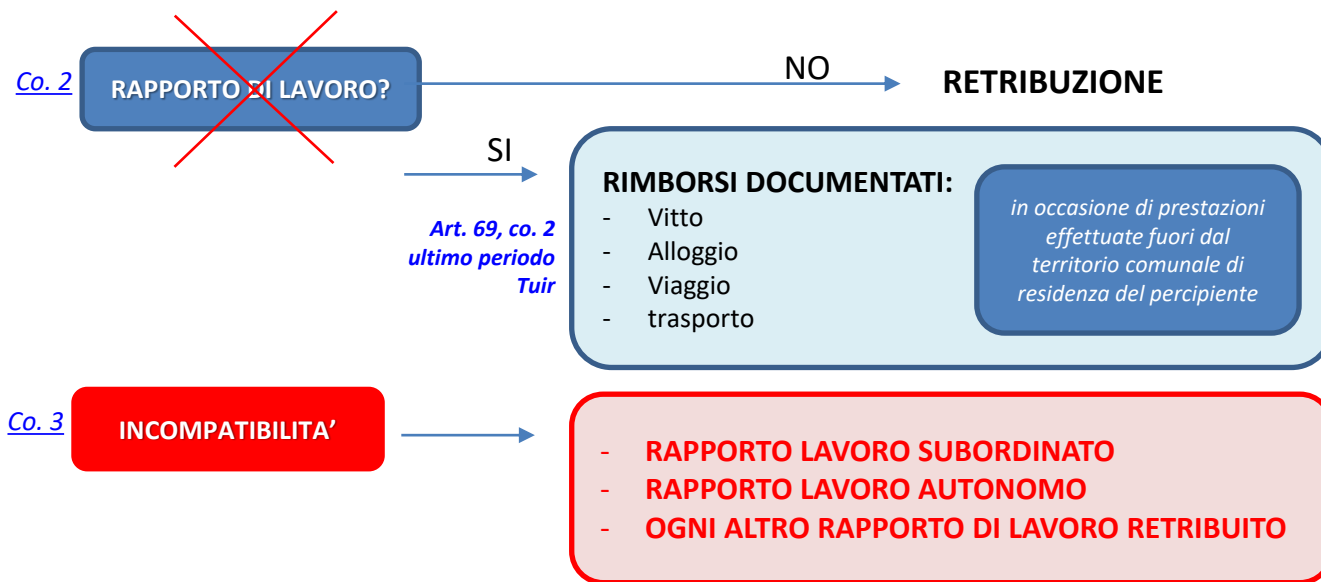 Co. 2
RAPPORTO DI LAVORO?
NO
RETRIBUZIONE
SI
Art. 69, co. 2
ultimo periodo
Tuir
RIMBORSI DOCUMENTATI:
- Vitto
- Alloggio
- Viaggio
- trasporto
in occasione di prestazioni
effettuate fuori dal
territorio comunale di
residenza del percipiente
Co. 3
INCOMPATIBILITA’
- RAPPORTO LAVORO SUBORDINATO
- RAPPORTO LAVORO AUTONOMO
- OGNI ALTRO RAPPORTO DI LAVORO RETRIBUITO